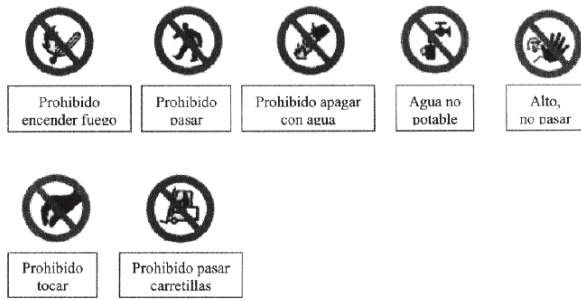 Prohibido
encender fuego
Prohibido
pasar
Prohibido apagar
con agua
Agua no
potable
Alto,
no pasar
Prohibido
tocar
Prohibido pasar
carretillas